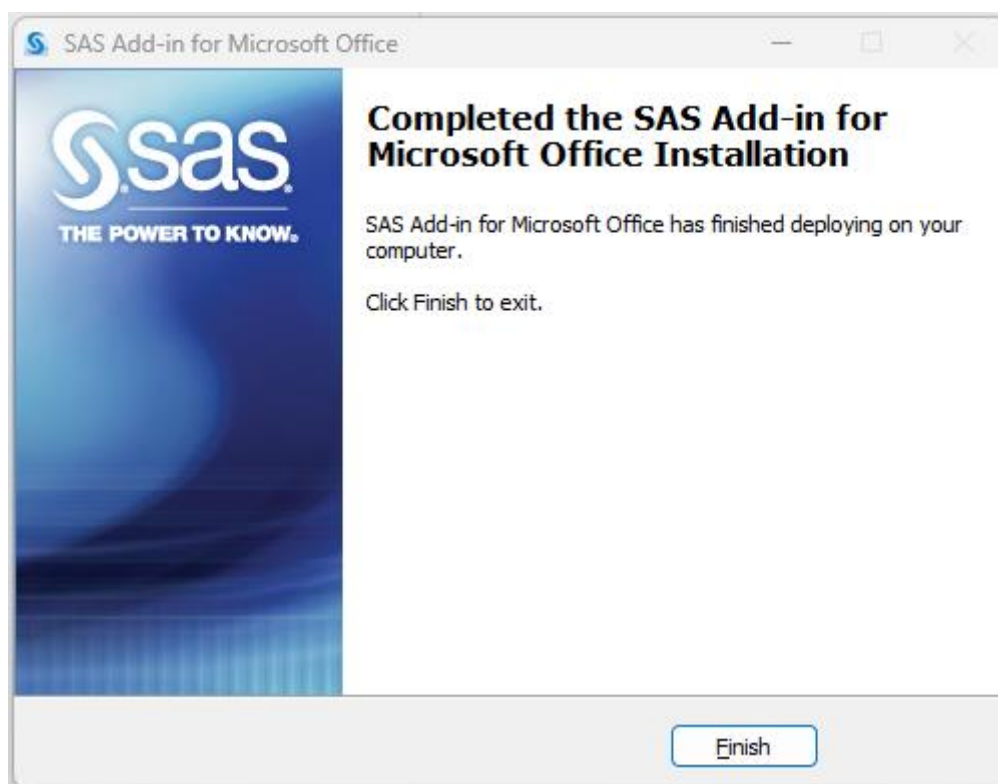 SAS Add-in for Microsoft Office
sas
THE POWER TO KNOW®
Completed the SAS Add-in for
Microsoft Office Installation
SAS Add-in for Microsoft Office has finished deploying on your
computer.
Click Finish to exit.
Finish